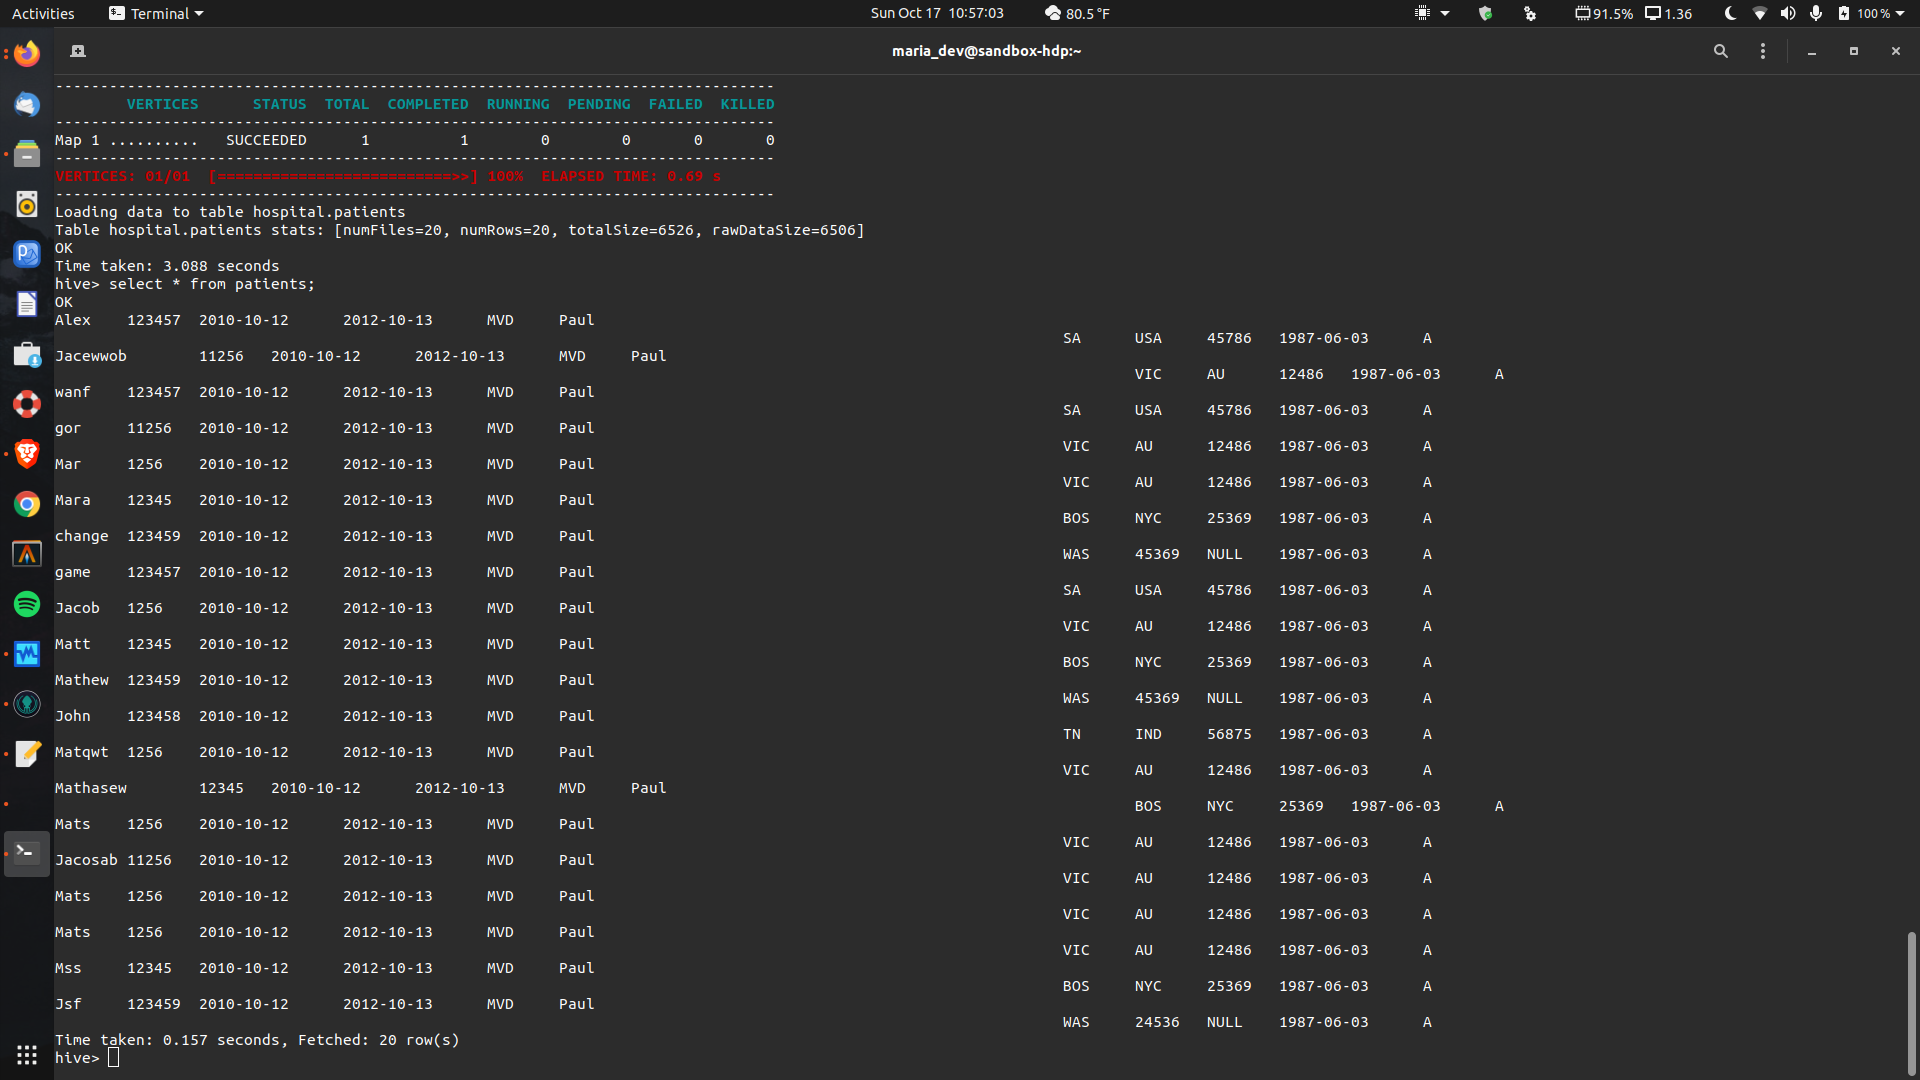 Activities Terminal Sun Oct 17 10:57:03 80.5 °F 91.5% 1.36 100 %
maria_dev@sandbox-hdp:~
--------------------------------------------------------------------------------
VERTICES STATUS TOTAL COMPLETED RUNNING PENDING FAILED KILLED
--------------------------------------------------------------------------------
Map 1 .......... SUCCEEDED 1 1 0 0 0 0
--------------------------------------------------------------------------------
VERTICES: 01/01 [==========================>>] 100% ELAPSED TIME: 0.69 s
--------------------------------------------------------------------------------
Loading data to table hospital.patients
Table hospital.patients stats: [numFiles=20, numRows=20, totalSize=6526, rawDataSize=6506]
OK
Time taken: 3.088 seconds
hive> select * from patients;
OK
Alex 123457 2010-10-12 2012-10-13 MVD Paul
SA USA 45786 1987-06-03 A
Jacewwob 11256 2010-10-12 2012-10-13 MVD Paul
VIC AU 12486 1987-06-03 A
wanf 123457 2010-10-12 2012-10-13 MVD Paul
SA USA 45786 1987-06-03 A
gor 11256 2010-10-12 2012-10-13 MVD Paul
VIC AU 12486 1987-06-03 A
Mar 1256 2010-10-12 2012-10-13 MVD Paul
VIC AU 12486 1987-06-03 A
Mara 12345 2010-10-12 2012-10-13 MVD Paul
BOS NYC 25369 1987-06-03 A
change 123459 2010-10-12 2012-10-13 MVD Paul
WAS 45369 NULL 1987-06-03 A
game 123457 2010-10-12 2012-10-13 MVD Paul
SA USA 45786 1987-06-03 A
Jacob 1256 2010-10-12 2012-10-13 MVD Paul
VIC AU 12486 1987-06-03 A
Matt 12345 2010-10-12 2012-10-13 MVD Paul
BOS NYC 25369 1987-06-03 A
Mathew 123459 2010-10-12 2012-10-13 MVD Paul
WAS 45369 NULL 1987-06-03 A
John 123458 2010-10-12 2012-10-13 MVD Paul
TN IND 56875 1987-06-03 A
Matqwt 1256 2010-10-12 2012-10-13 MVD Paul
VIC AU 12486 1987-06-03 A
Mathasew 12345 2010-10-12 2012-10-13 MVD Paul
BOS NYC 25369 1987-06-03 A
Mats 1256 2010-10-12 2012-10-13 MVD Paul
VIC AU 12486 1987-06-03 A
Jacosab 11256 2010-10-12 2012-10-13 MVD Paul
VIC AU 12486 1987-06-03 A
Mats 1256 2010-10-12 2012-10-13 MVD Paul
VIC AU 12486 1987-06-03 A
Mats 1256 2010-10-12 2012-10-13 MVD Paul
VIC AU 12486 1987-06-03 A
Mss 12345 2010-10-12 2012-10-13 MVD Paul
BOS NYC 25369 1987-06-03 A
Jsf 123459 2010-10-12 2012-10-13 MVD Paul
WAS 24536 NULL 1987-06-03 A
Time taken: 0.157 seconds, Fetched: 20 row(s)
hive>